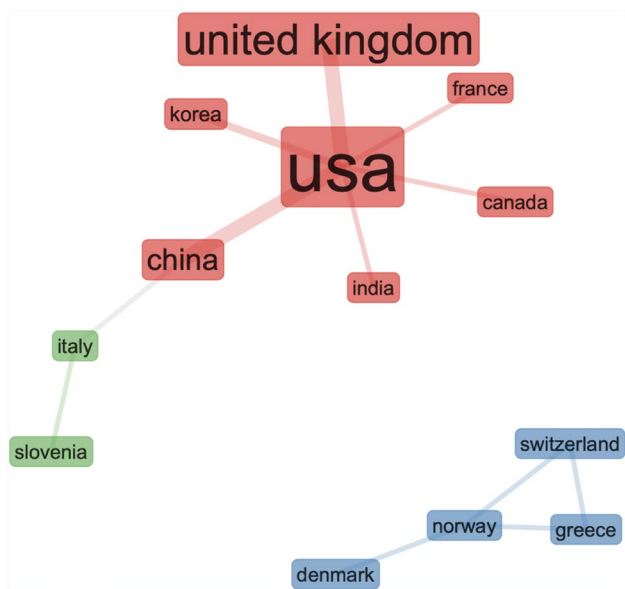 united kingdom
france
korea
usa
canada
china
india
italy
slovenia
switzerland
norway
greece
denmark